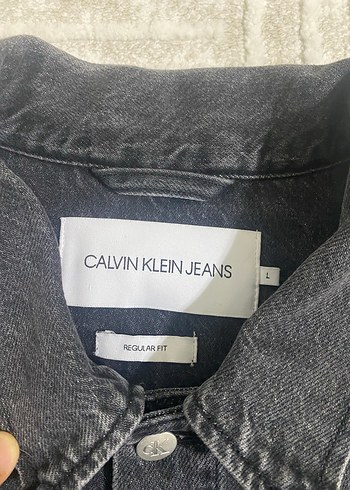 CALVIN KLEIN JEANS
L
REGULAR FIT
cK